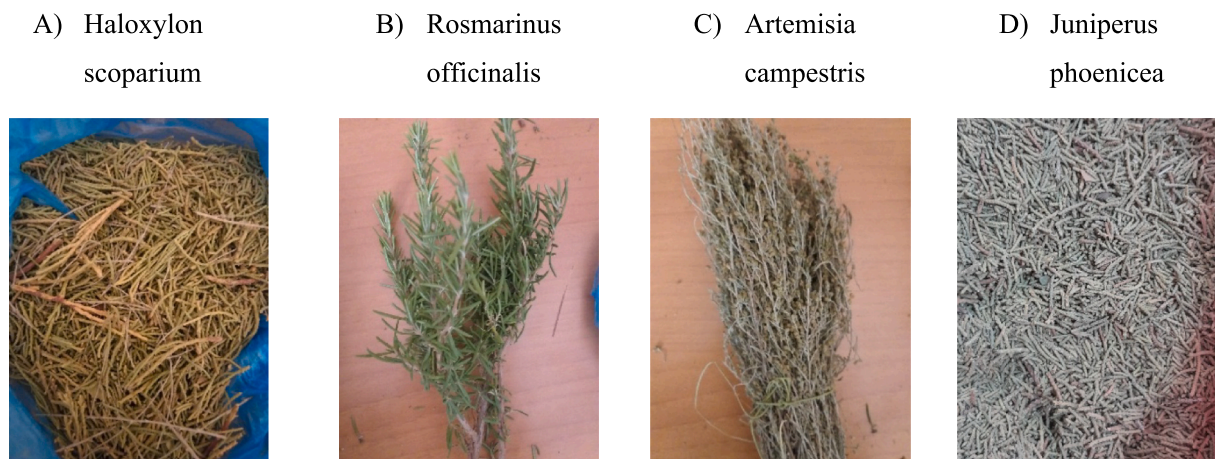 A) Haloxylon
scoparium
B) Rosmarinus
officinalis
C) Artemisia
campestris
D) Juniperus
phoenicea